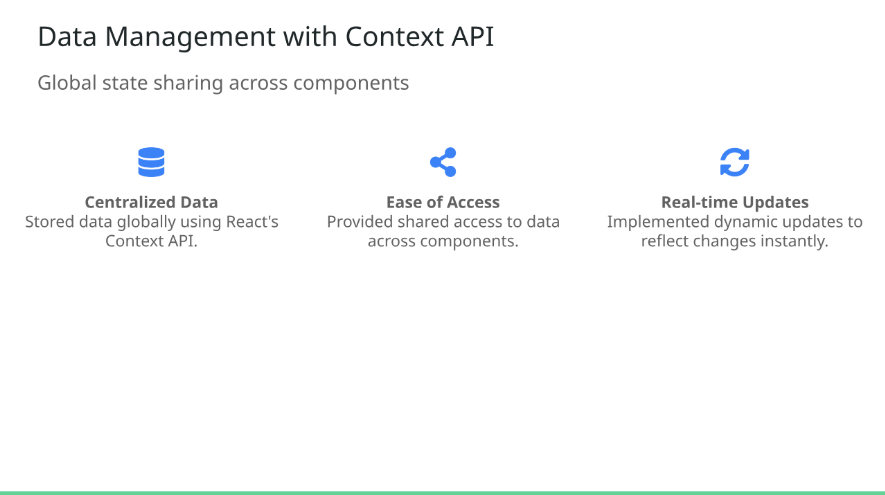 Data Management with Context API
Global state sharing across components
Centralized Data
Stored data globally using React's
Context API.
Ease of Access
Provided shared access to data
across components.
Real-time Updates
Implemented dynamic updates to
reflect changes instantly.